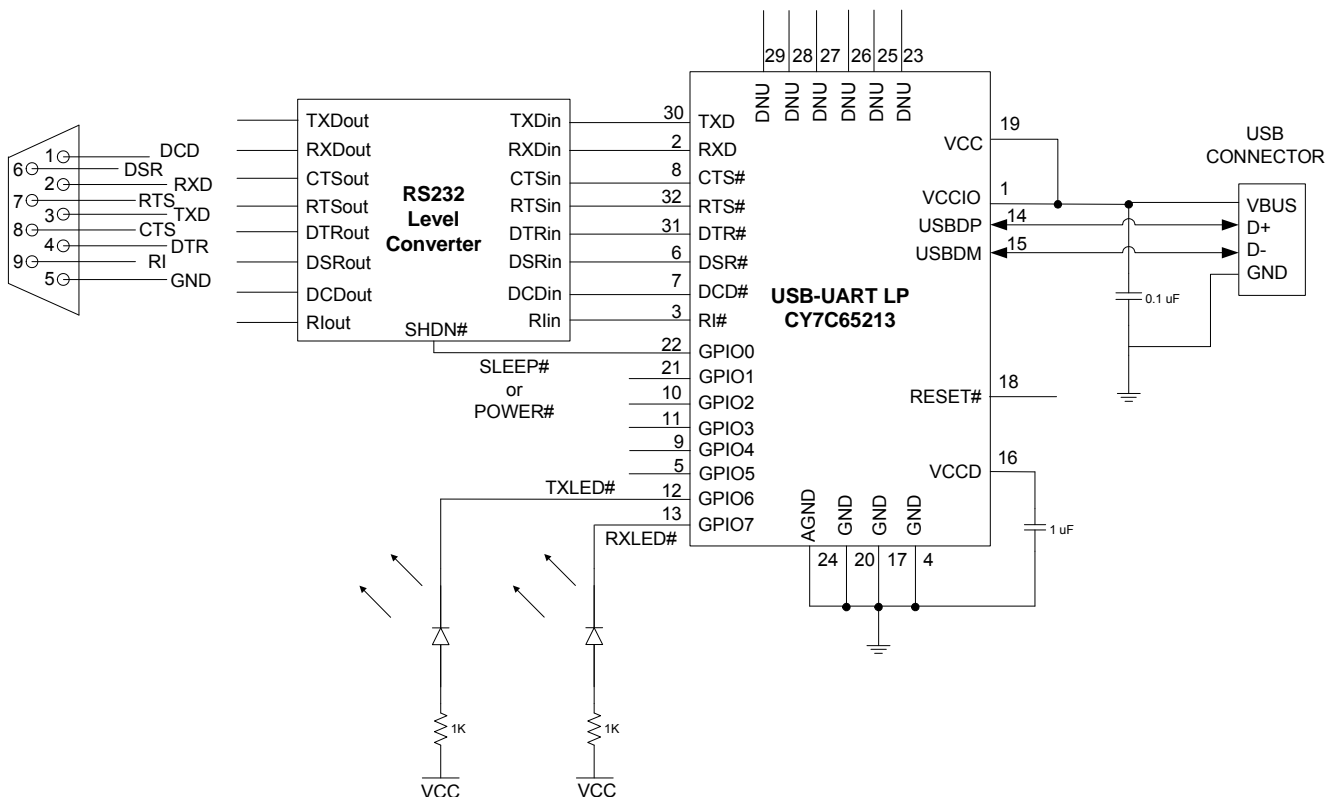 29 28 27 26 25 23
DNU DNU DNU DNU DNU DNU
1 DCD
6 DSR
2 RXD
7 RTS
3 TXD
8 CTS
4 DTR
9 RI
5 GND
TXDout TXDin
RXDout RXDin
CTSout CTSin
RTSout RTSin
DTRout DTRin
DSRout DSRin
DCDout DCDin
RIout RIin
RS232
Level
Converter
SHDN#
SLEEP#
or
POWER#
30 TXD
2 RXD
8 CTS#
32 RTS#
31 DTR#
6 DSR#
7 DCD#
3 RI#
22 GPIO0
21 GPIO1
10 GPIO2
11 GPIO3
9 GPIO4
5 GPIO5
TXLED# 12 GPIO6
RXLED# 13 GPIO7
USB-UART LP
CY7C65213
VCC 19
VCCIO 1
USBDP 14
USBDM 15
RESET# 18
VCCD 16
AGND GND GND GND
24 20 17 4
USB
CONNECTOR
VBUS
D+
D-
GND
0.1 uF
1 uF
1K
VCC
1K
VCC